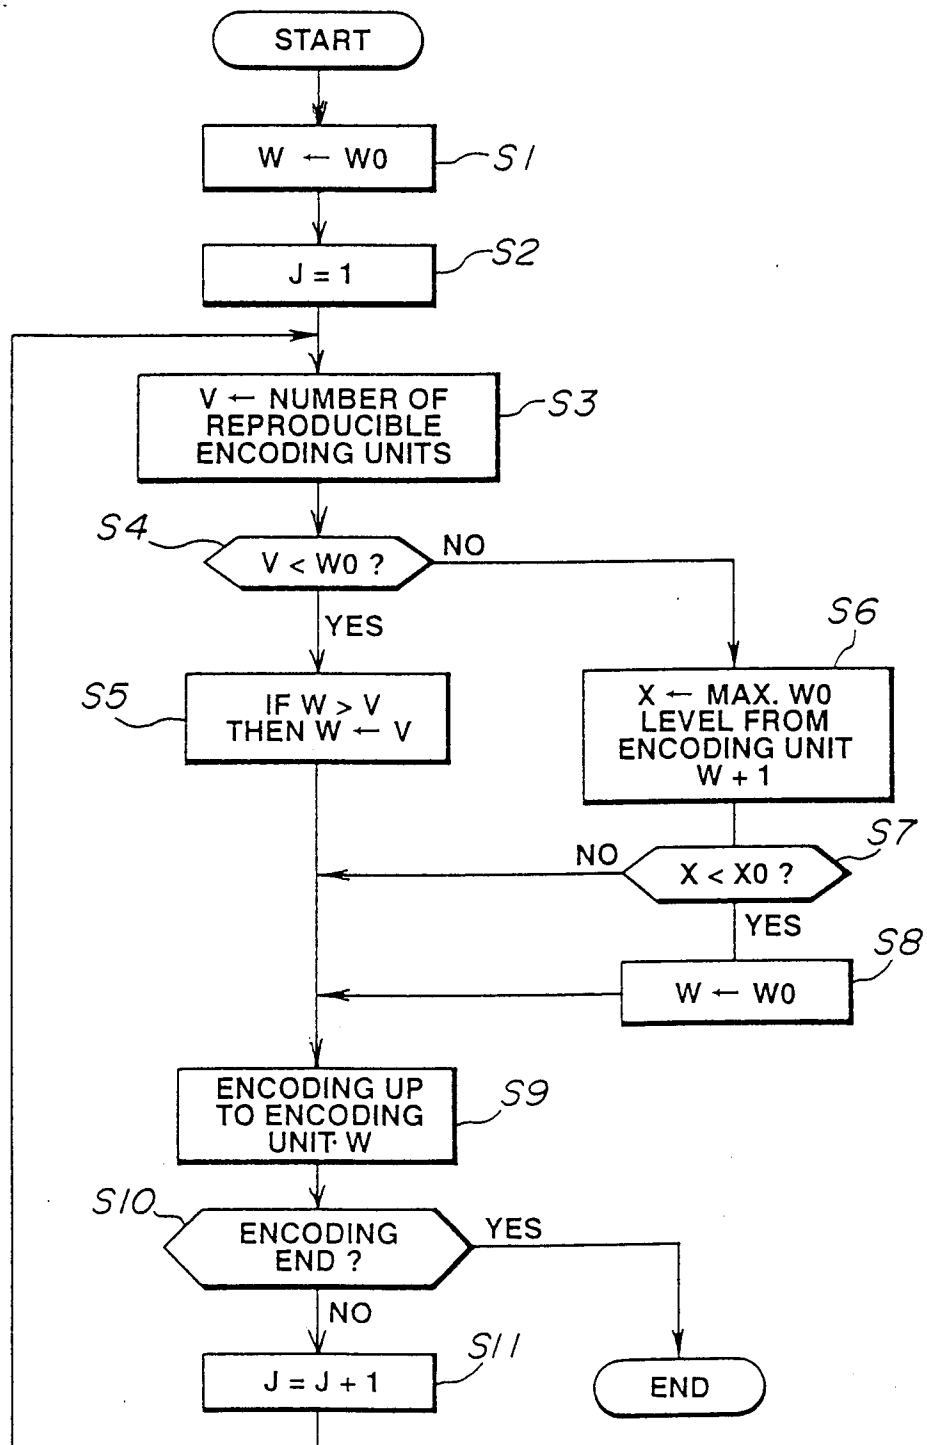 START
W ← W0
S1
J = 1
S2
V ← NUMBER OF
REPRODUCIBLE
ENCODING UNITS
S3
S4
V < W0 ?
NO
YES
S5
IF W > V
THEN W ← V
S6
X ← MAX. W0
LEVEL FROM
ENCODING UNIT
W + 1
S7
NO
X < X0 ?
YES
S8
W ← W0
ENCODING UP
TO ENCODING
UNIT· W
S9
S10
ENCODING
END ?
YES
NO
S11
J = J + 1
END